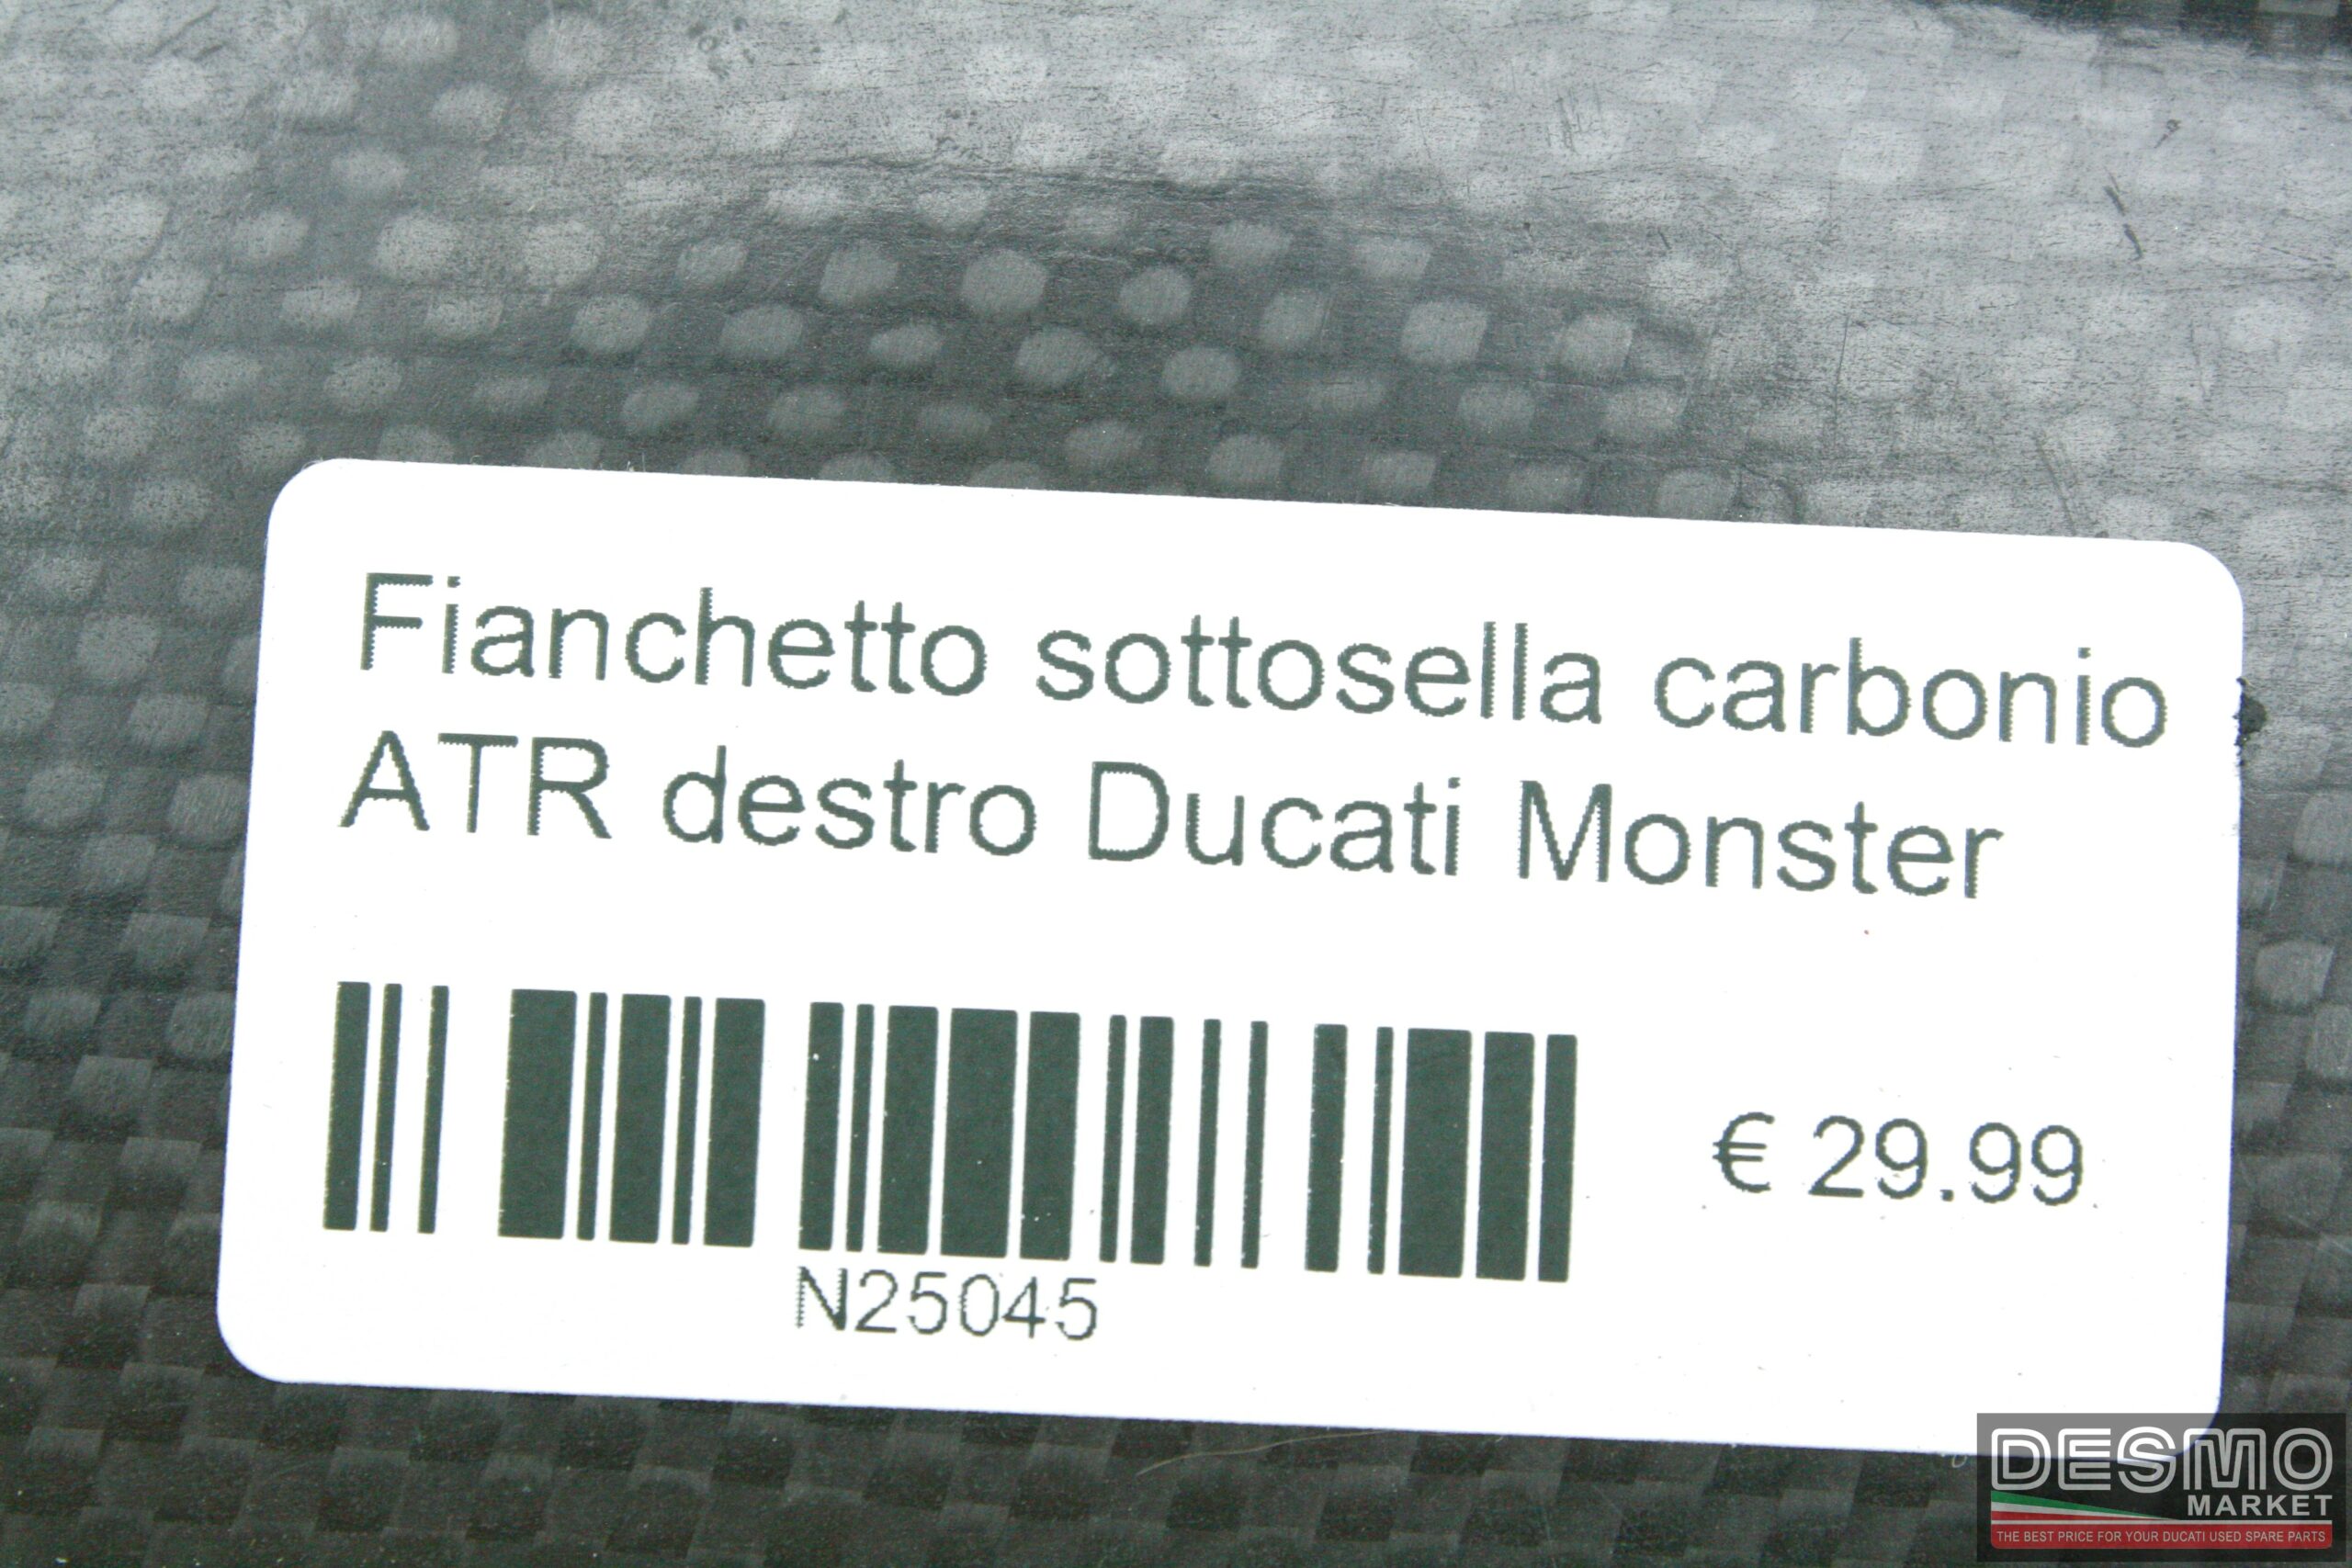 Fianchetto sottosella carbonio
ATR destro Ducati Monster
€ 29.99
N25045
DESMO
MARKET
THE BEST PRICE FOR YOUR DUCATI USED SPARE PARTS